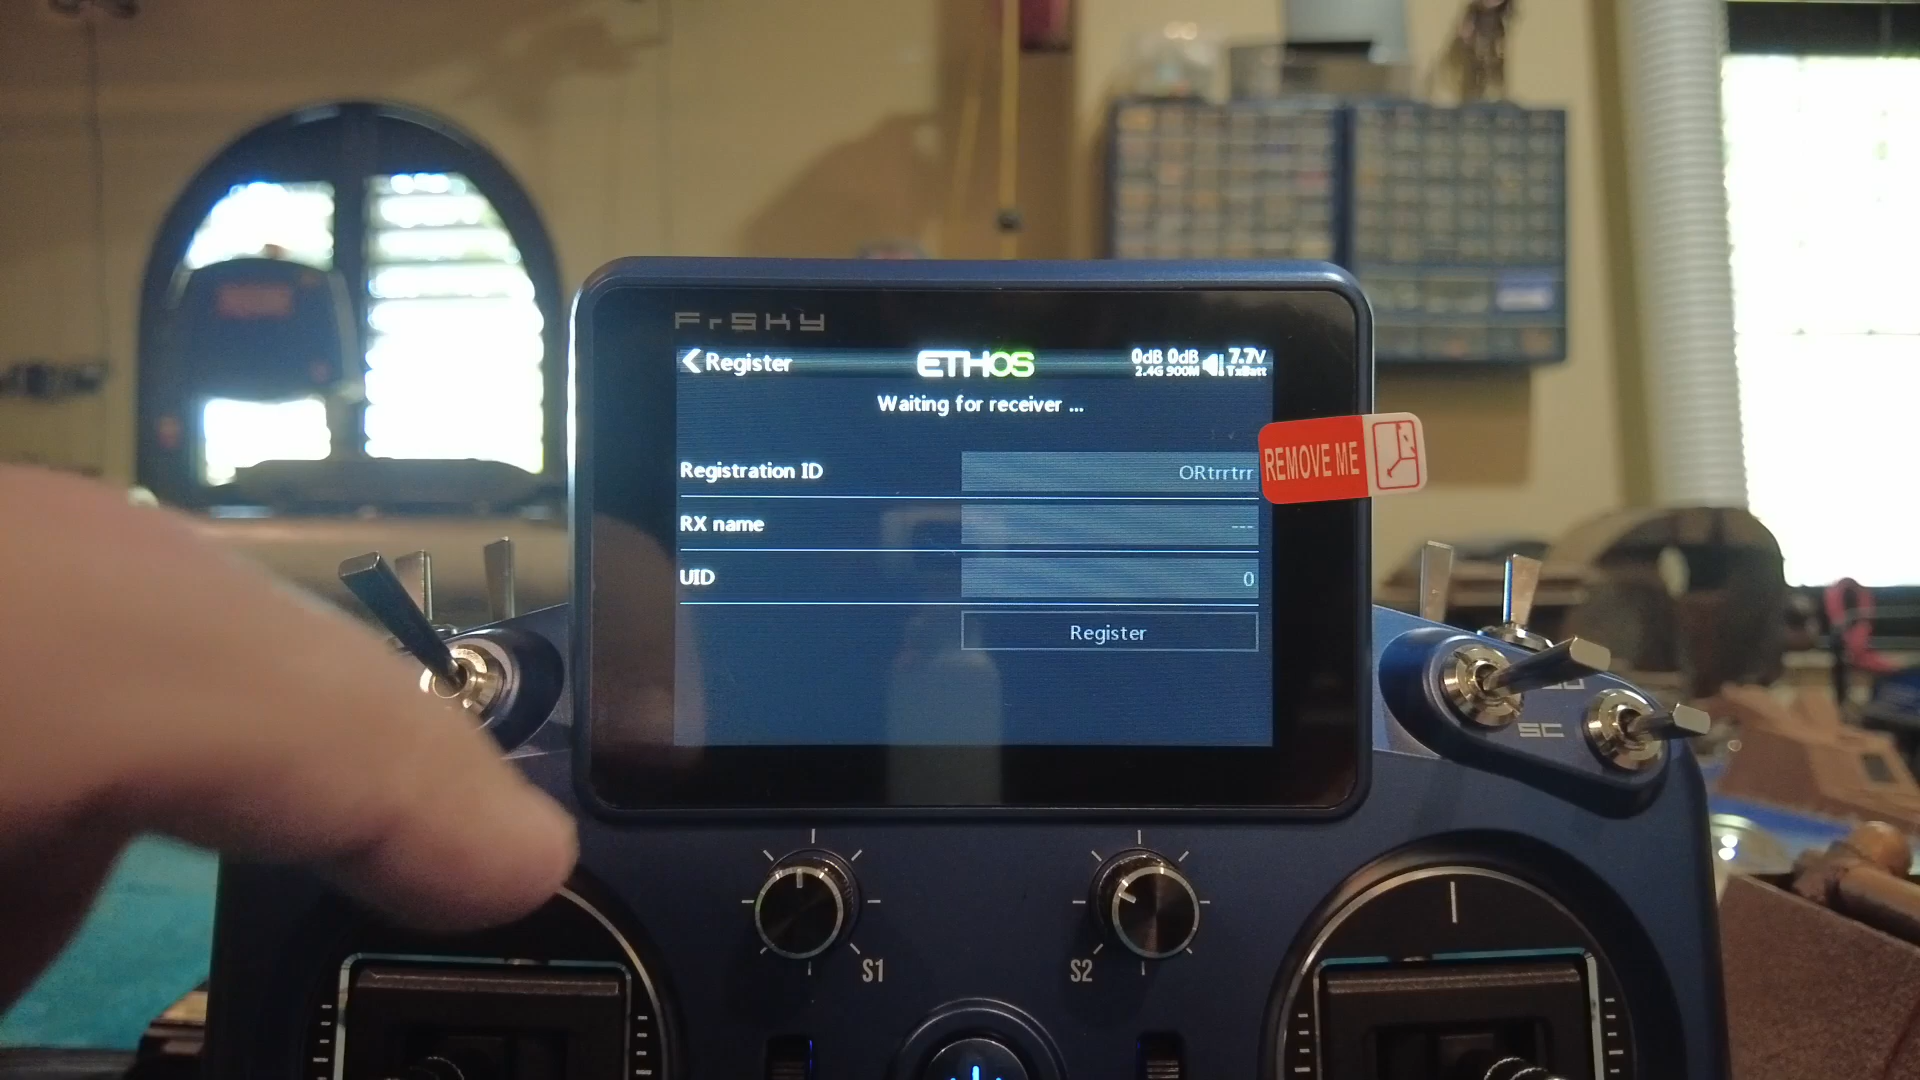 FrSKY
Register
ETHOS
0dB 0dB
7.7V
2.4G 900M
TxBatt
Waiting for receiver ...
Registration ID
ORtrrtrr
REMOVE ME
RX name
---
UID
0
Register
SC
S1
S2